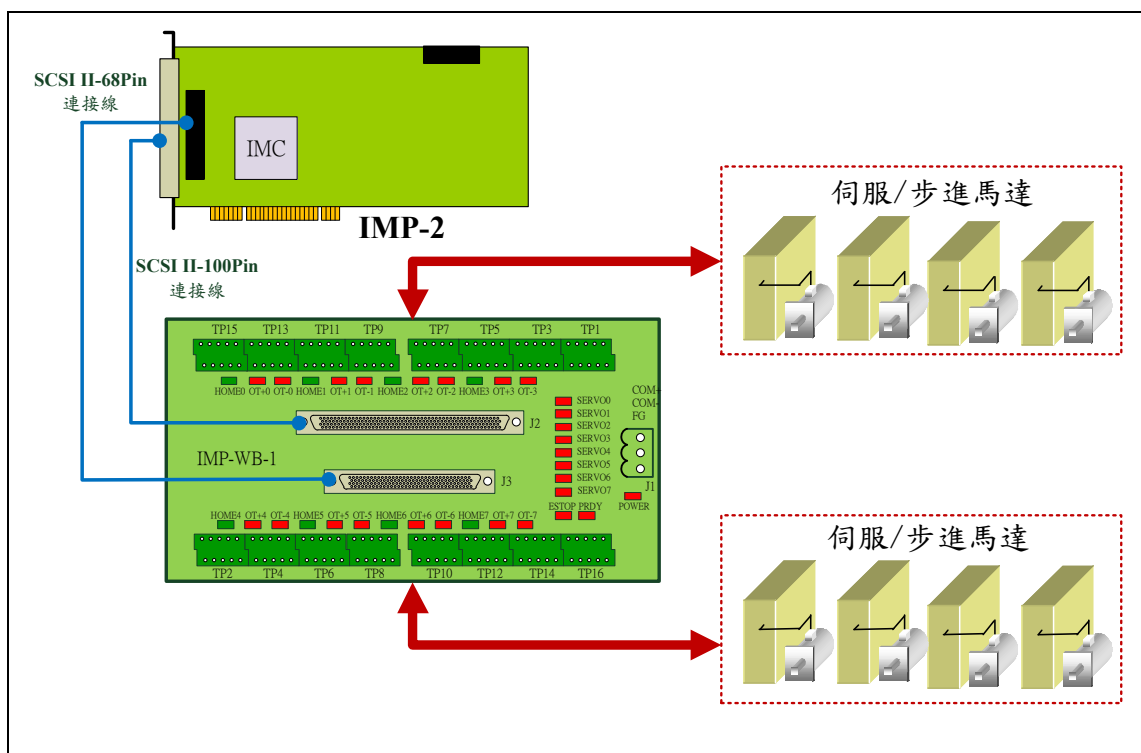 SCSI II-68Pin
連接線
IMC
IMP-2
SCSI II-100Pin
連接線
伺服/步進馬達
TP15 TP13 TP11 TP9 TP7 TP5 TP3 TP1
HOME0 OT+0 OT-0 HOME1 OT+1 OT-1 HOME2 OT+2 OT-2 HOME3 OT+3 OT-3
COM+
COM-
FG
SERVO0
SERVO1
SERVO2
SERVO3
SERVO4
SERVO5
SERVO6
SERVO7
J2
IMP-WB-1
J3
J1
ESTOP PRDY POWER
HOME4 OT+4 OT-4 HOME5 OT+5 OT-5 HOME6 OT+6 OT-6 HOME7 OT+7 OT-7
TP2 TP4 TP6 TP8 TP10 TP12 TP14 TP16
伺服/步進馬達